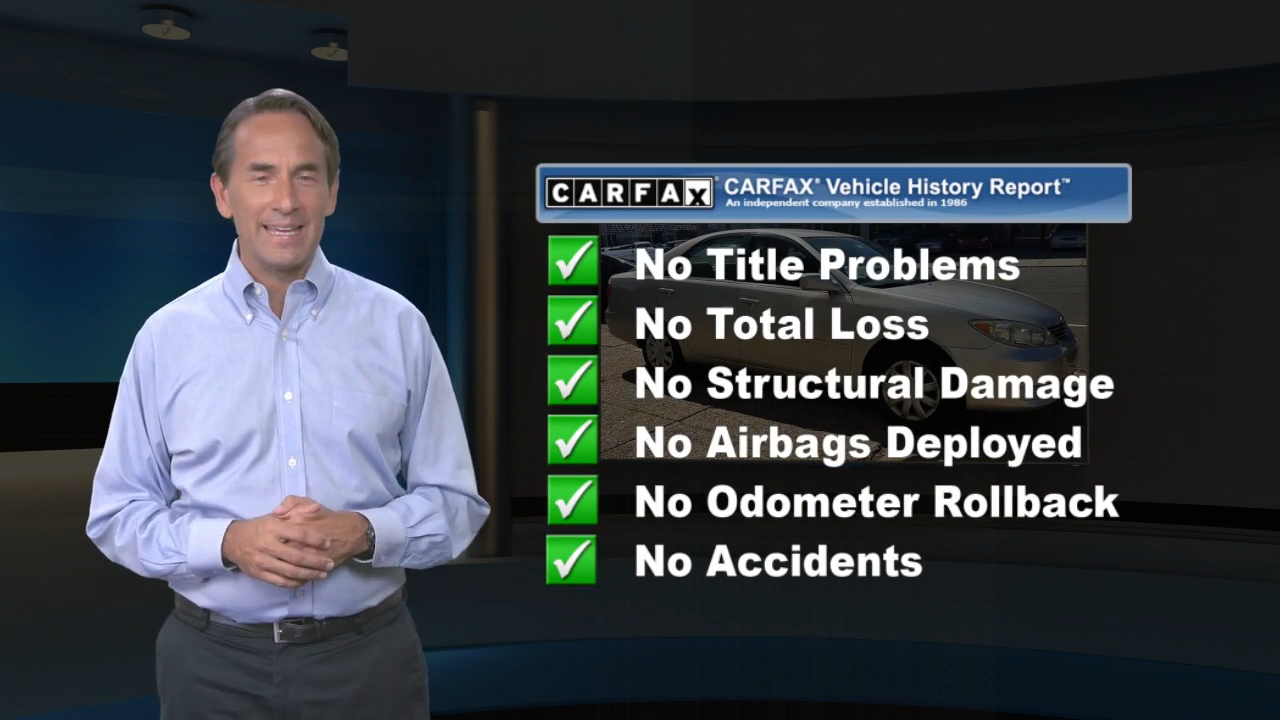 CARFAX® CARFAX® Vehicle History Report™
An independent company established in 1986
No Title Problems
No Total Loss
No Structural Damage
No Airbags Deployed
No Odometer Rollback
No Accidents